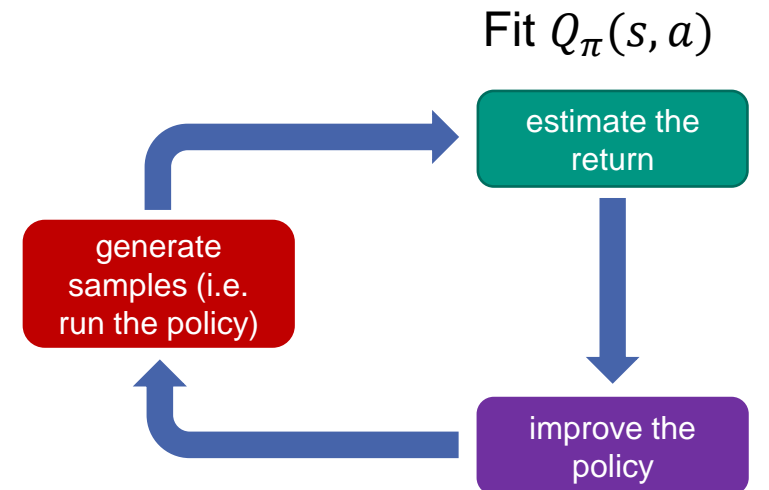 Fit 𝑄𝜋(𝑠, 𝑎)
estimate the
return
generate
samples (i.e.
run the policy)
improve the
policy